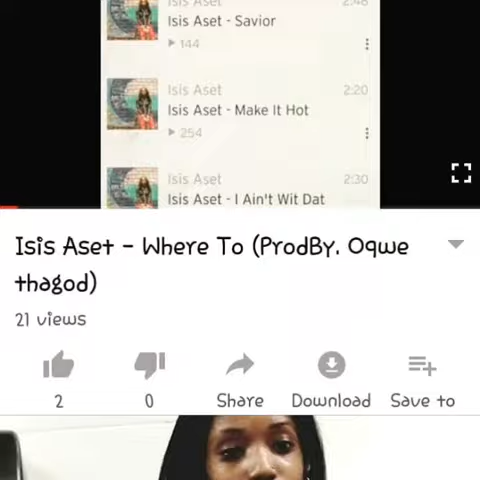 Isis Aset 2:48
Isis Aset - Savior
144
Isis Aset 2:20
Isis Aset - Make It Hot
254
Isis Aset 2:30
Isis Aset - I Ain't Wit Dat
Isis Aset - Where To (ProdBy. Oqwe
thagod)
21 views
2 0 Share Download Save to